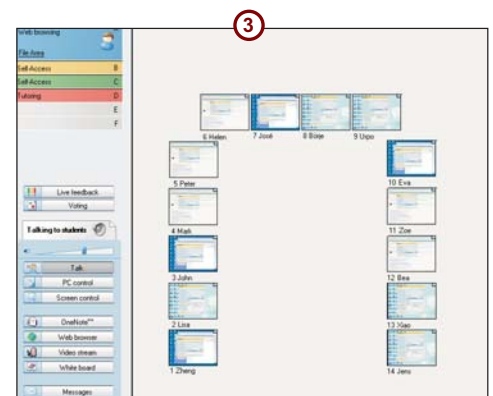 3
Web browsing
File Area
Self-Access B
Self-Access C
Tutoring D
E
F
Live feedback
Voting
Talking to students
Talk
PC control
Screen control
OneNote™
Web browser
Video stream
White board
Messages
6 Helen 7 José 8 Börje 9 Urpo
5 Peter 10 Eva
4 Mark 11 Zoe
3 John 12 Bea
2 Lisa 13 Xiao
1 Zheng 14 Jens